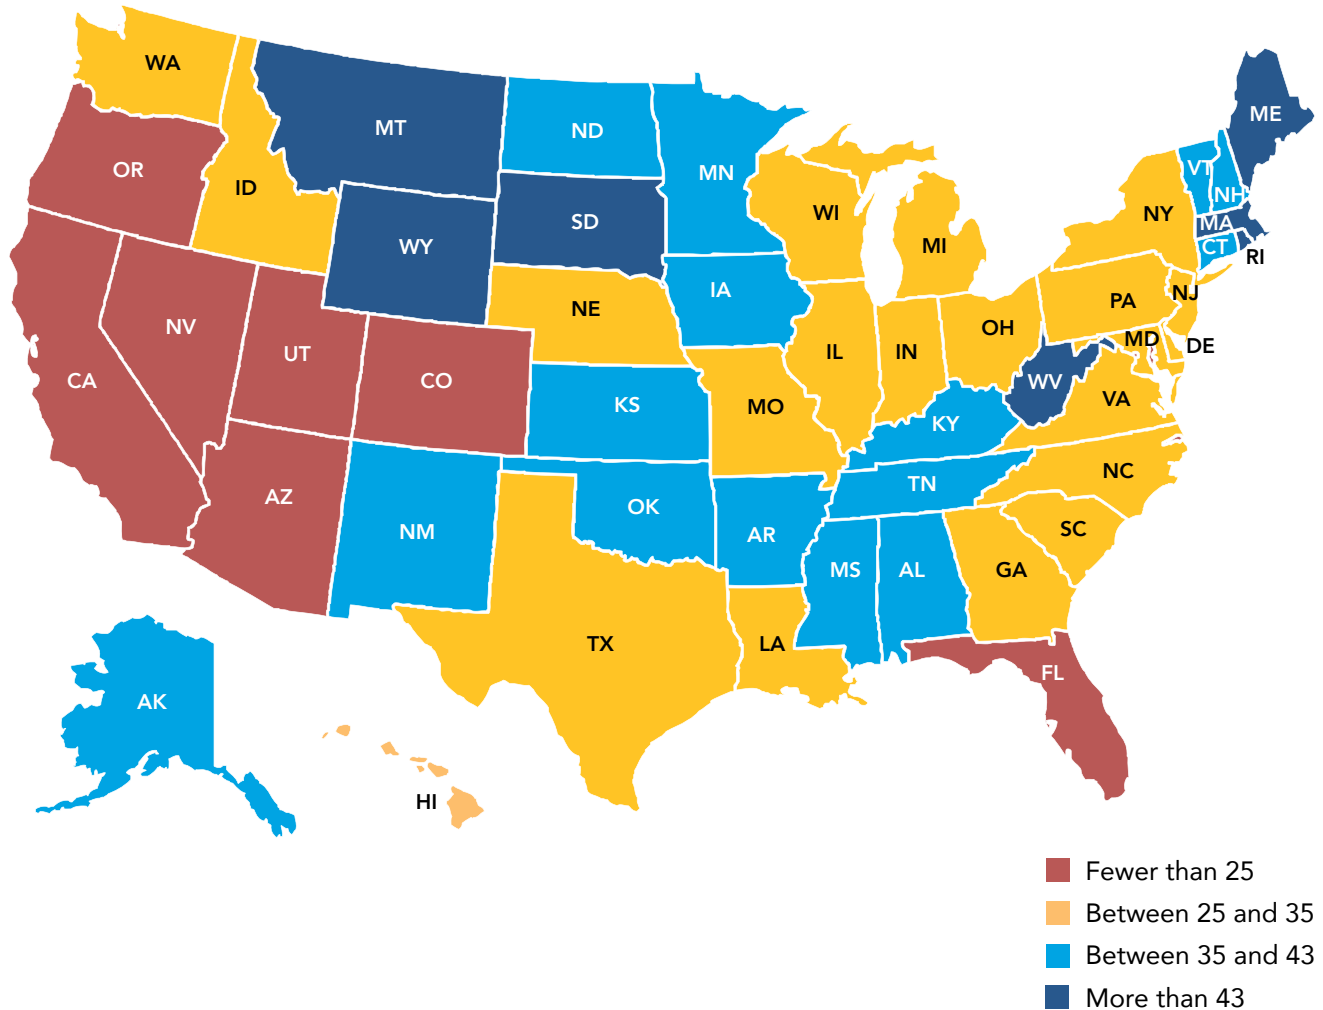 WA
MT
ND
MN
ME
OR
ID
WY
SD
WI
MI
NY
VT
NH
MA
CT
RI
NV
UT
CO
CA
NE
IA
IL
IN
OH
PA
NJ
MD
DE
WV
VA
KS
MO
KY
AZ
NM
OK
AR
TN
NC
SC
MS
AL
GA
TX
LA
FL
AK
HI
Fewer than 25
Between 25 and 35
Between 35 and 43
More than 43